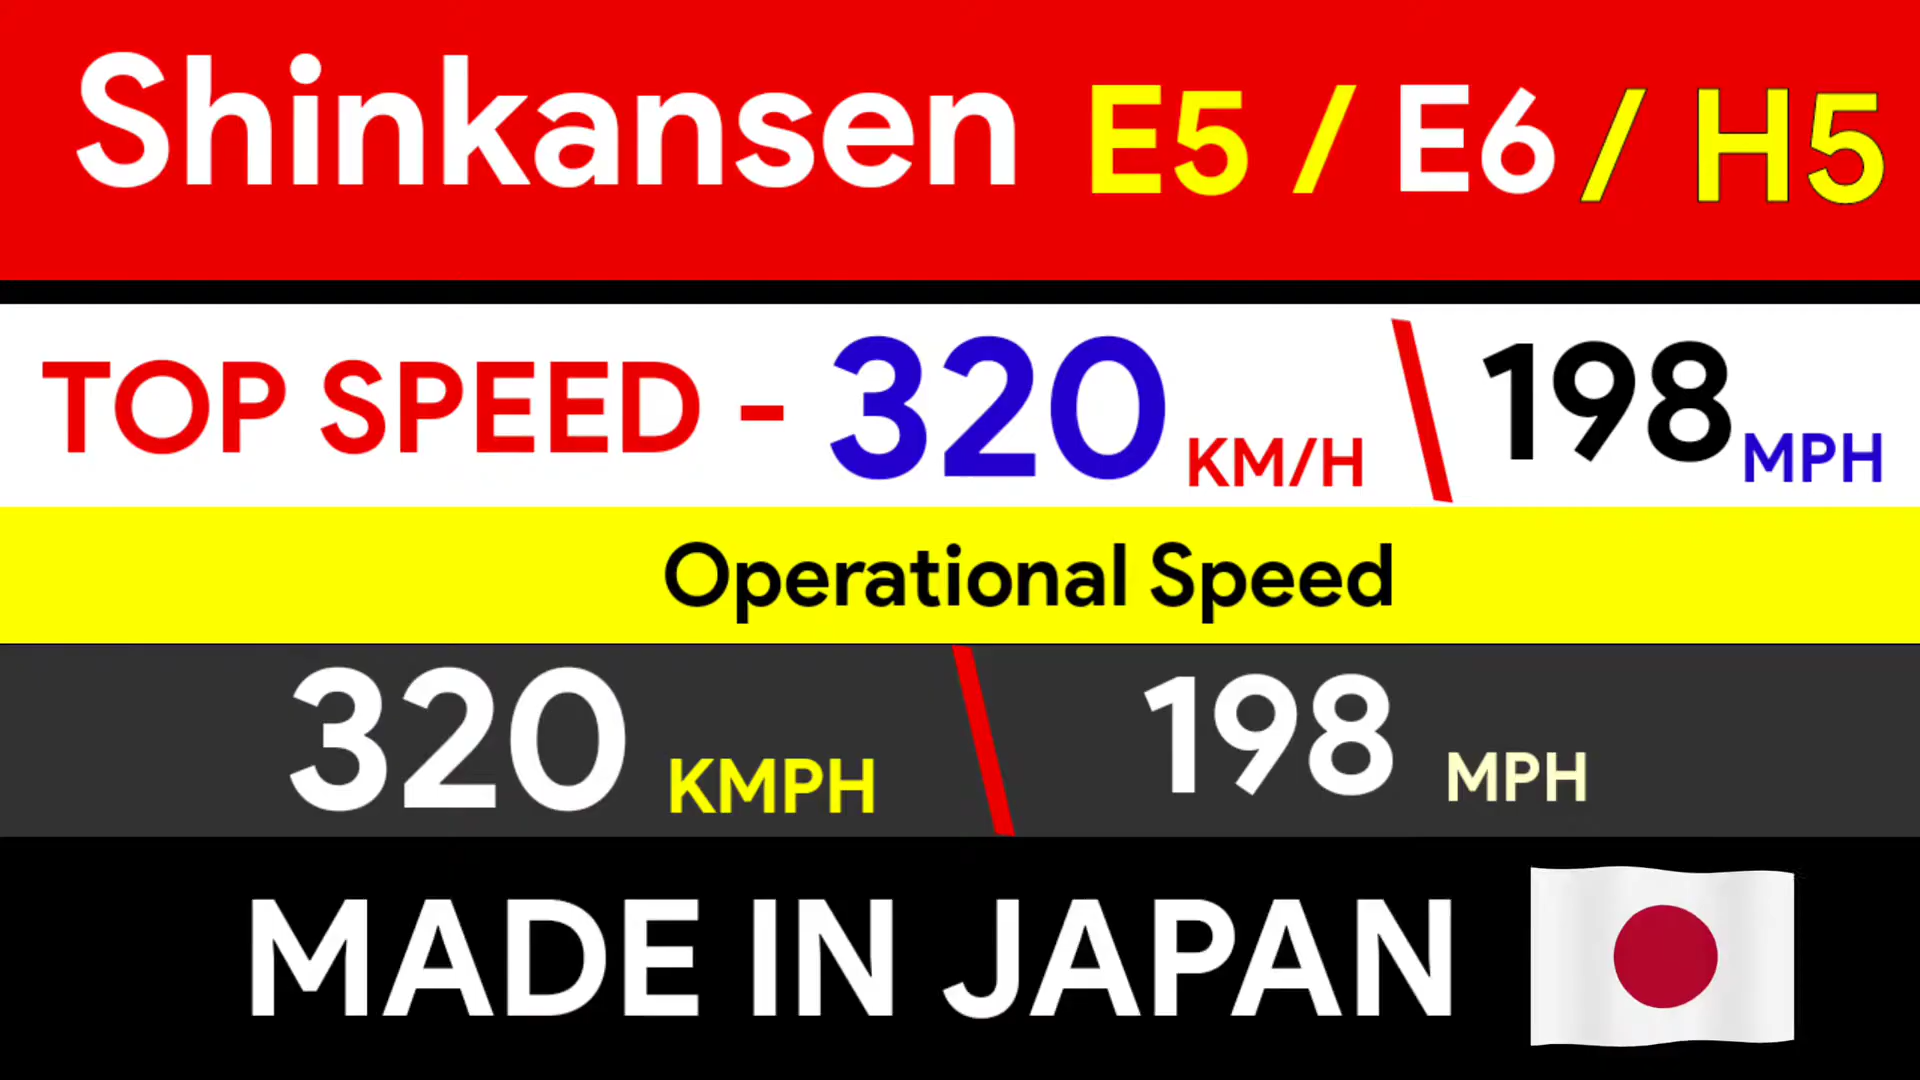 Shinkansen E5 / E6 / H5
TOP SPEED - 320 KM/H \ 198 MPH
Operational Speed
320 KMPH \ 198 MPH
MADE IN JAPAN